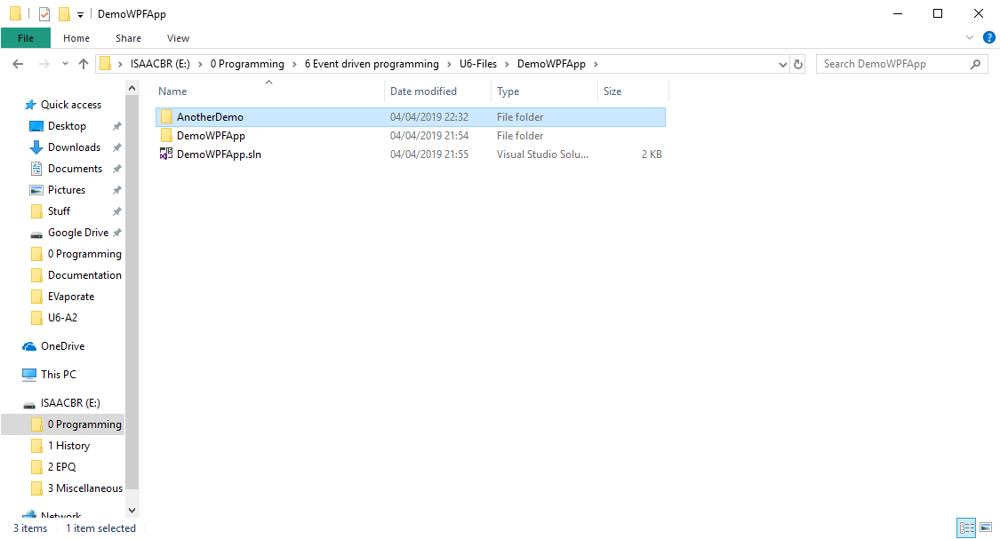 DemoWPFApp
File Home Share View
ISAACBR (E:) 0 Programming 6 Event driven programming U6-Files DemoWPFApp Search DemoWPFApp
Name Date modified Type Size
AnotherDemo 04/04/2019 22:32 File folder
DemoWPFApp 04/04/2019 21:54 File folder
DemoWPFApp.sln 04/04/2019 21:55 Visual Studio Solu... 2 KB
Quick access
Desktop
Downloads
Documents
Pictures
Stuff
Google Drive
0 Programming
Documentation
EVaporate
U6-A2
OneDrive
This PC
ISAACBR (E:)
0 Programming
1 History
2 EPQ
3 Miscellaneous
Network
3 items 1 item selected